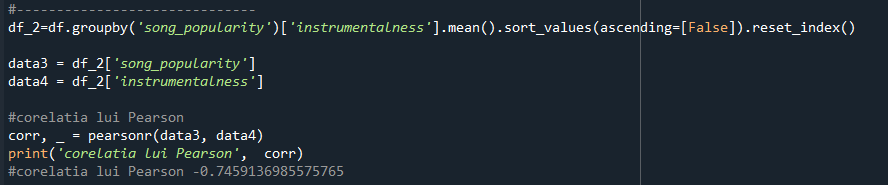 #------------------------------
df_2=df.groupby('song_popularity')['instrumentalness'].mean().sort_values(ascending=[False]).reset_index()
data3 = df_2['song_popularity']
data4 = df_2['instrumentalness']
#corelatia lui Pearson
corr, _ = pearsonr(data3, data4)
print('corelatia lui Pearson',  corr)
#corelatia lui Pearson -0.7459136985575765